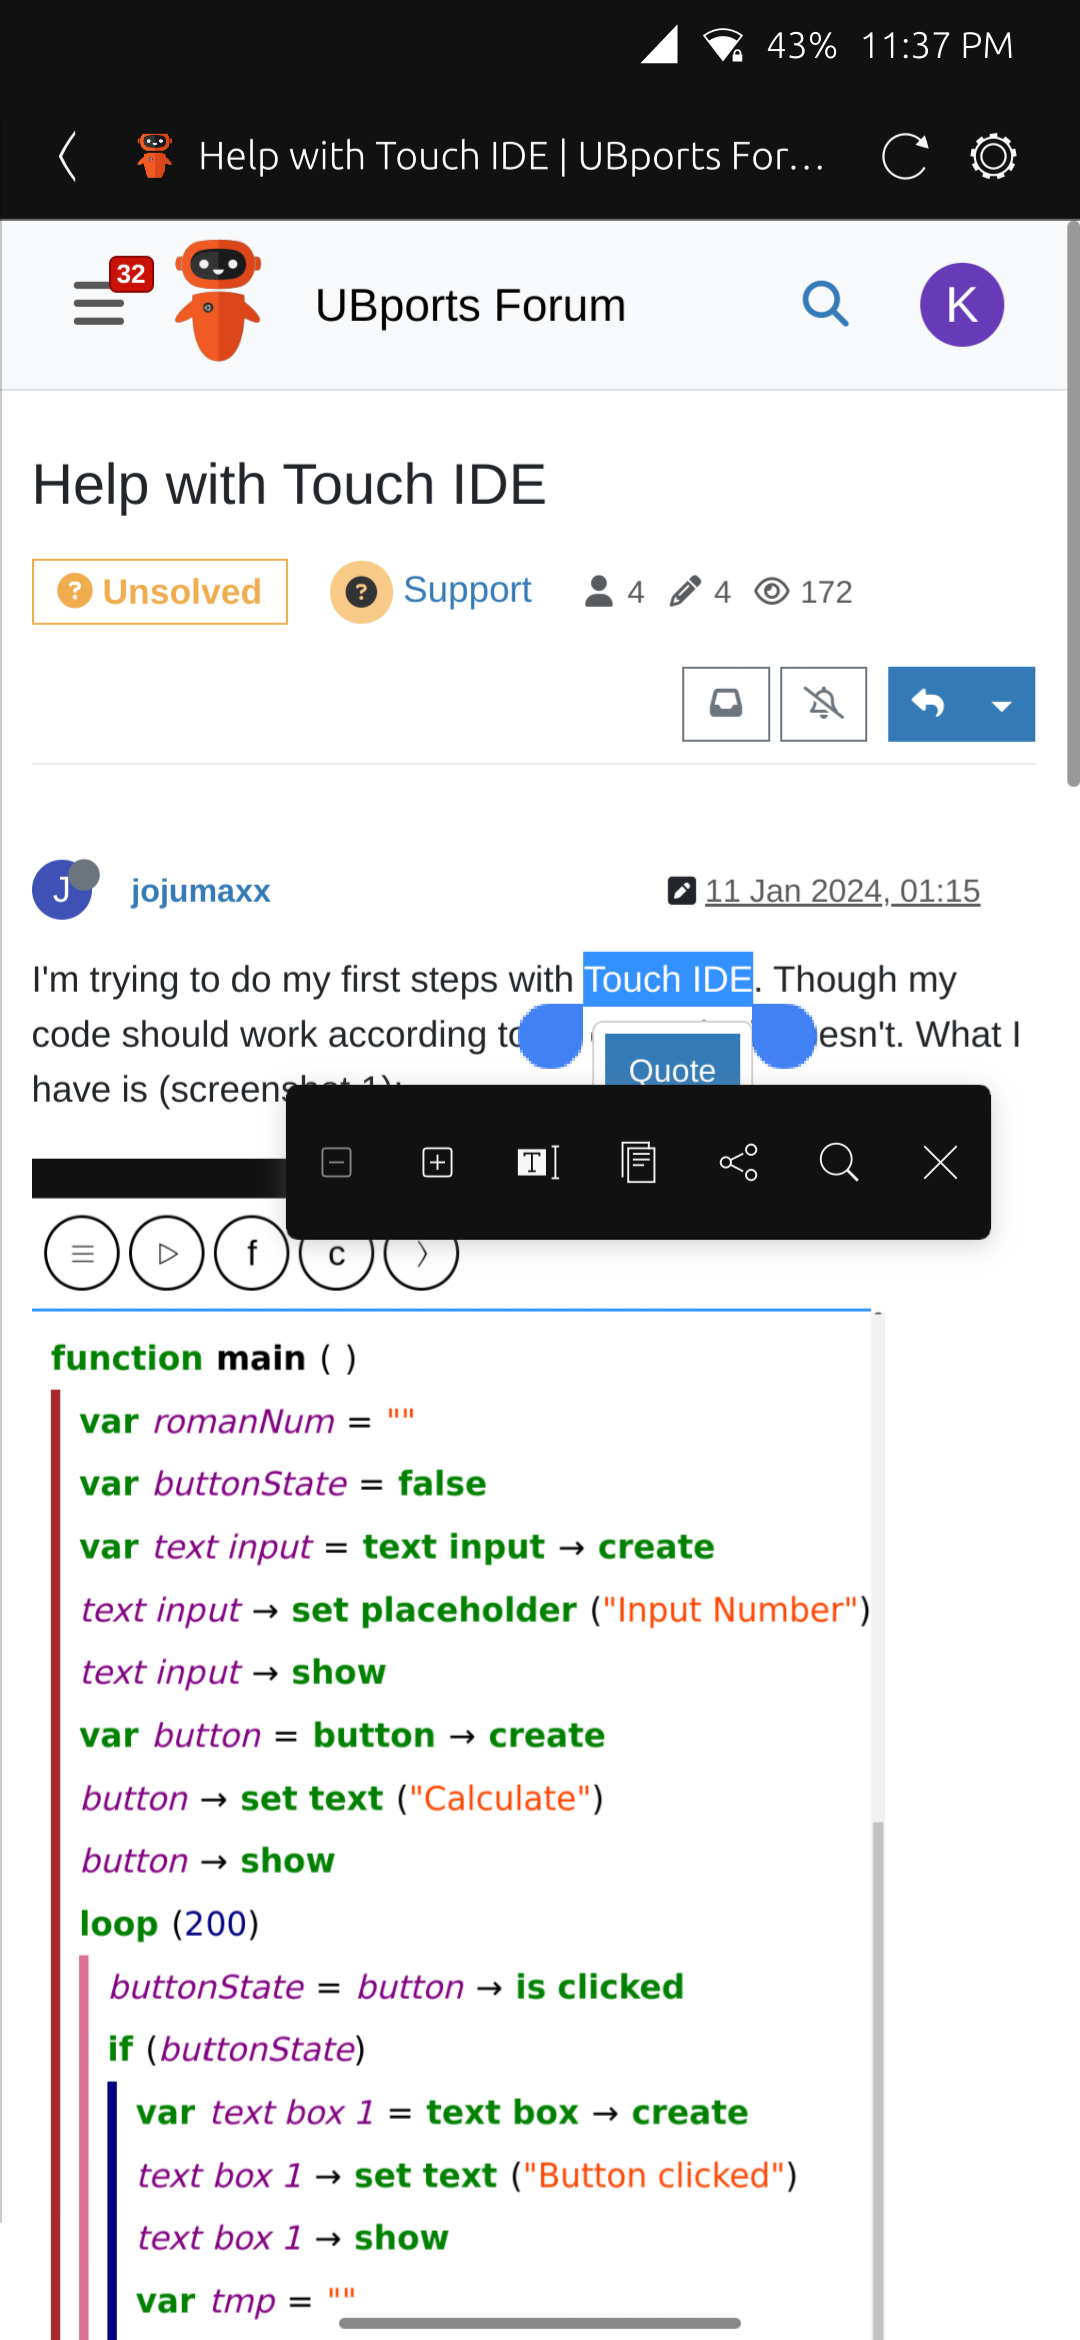 43% 11:37 PM
Help with Touch IDE | UBports For...
32
UBports Forum
K
Help with Touch IDE
? Unsolved
? Support 4 4 172
J jojumaxx 11 Jan 2024, 01:15
I'm trying to do my first steps with Touch IDE. Though my
code should work according to esn't. What I
have is (screenshot 1):
Quote
T
f c
function main ( )
var romanNum = ""
var buttonState = false
var text input = text input → create
text input → set placeholder ("Input Number")
text input → show
var button = button → create
button → set text ("Calculate")
button → show
loop (200)
buttonState = button → is clicked
if (buttonState)
var text box 1 = text box → create
text box 1 → set text ("Button clicked")
text box 1 → show
var tmp = ""